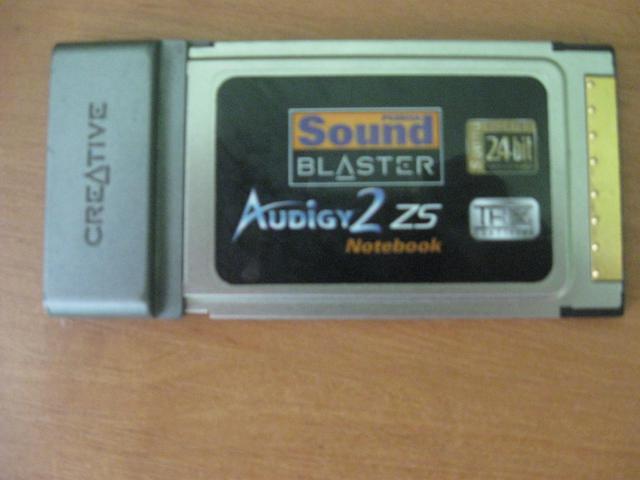 CREATIVE
Sound
BLASTER
AUDIGY 2 ZS
Notebook
24-bit
THX